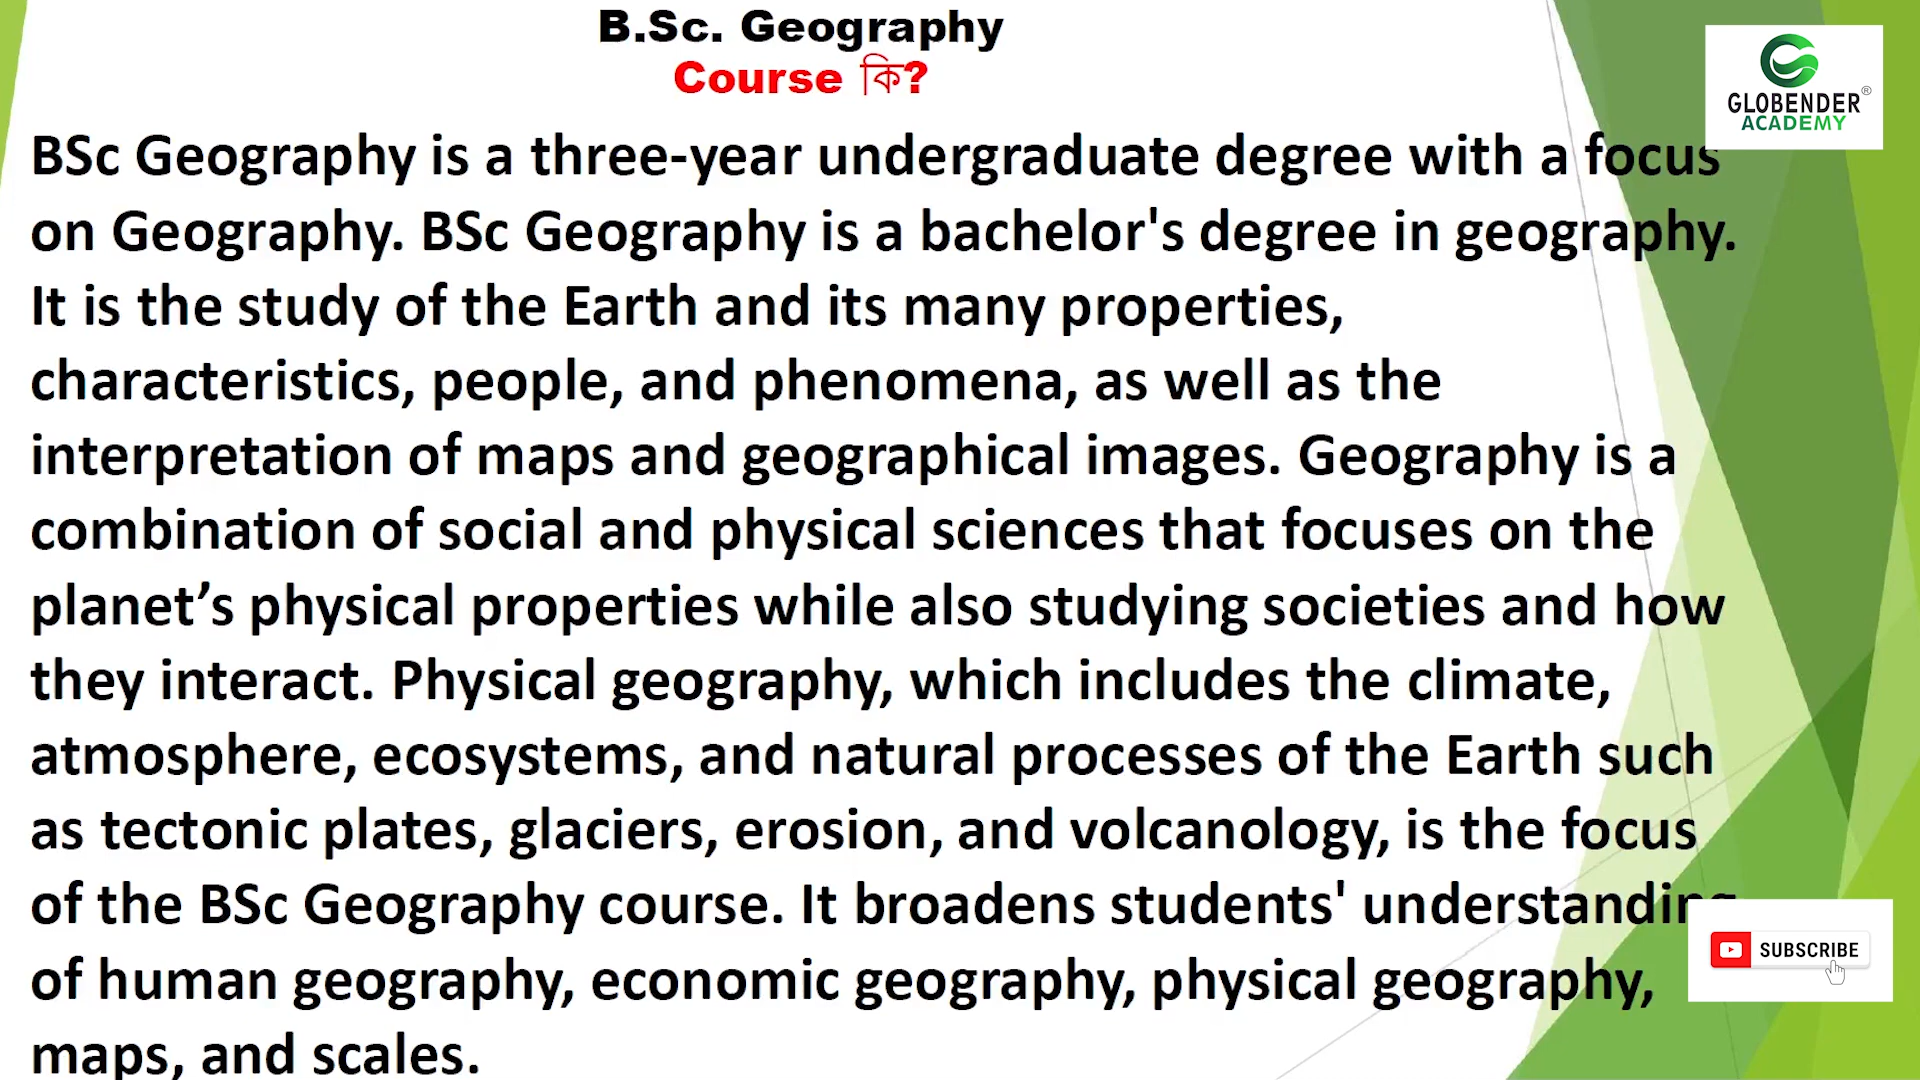 B.Sc. Geography
Course কি?
GLOBENDER®
ACADEMY
BSc Geography is a three-year undergraduate degree with a focus
on Geography. BSc Geography is a bachelor's degree in geography.
It is the study of the Earth and its many properties,
characteristics, people, and phenomena, as well as the
interpretation of maps and geographical images. Geography is a
combination of social and physical sciences that focuses on the
planet’s physical properties while also studying societies and how
they interact. Physical geography, which includes the climate,
atmosphere, ecosystems, and natural processes of the Earth such
as tectonic plates, glaciers, erosion, and volcanology, is the focus
of the BSc Geography course. It broadens students' understanding
of human geography, economic geography, physical geography,
maps, and scales.
SUBSCRIBE